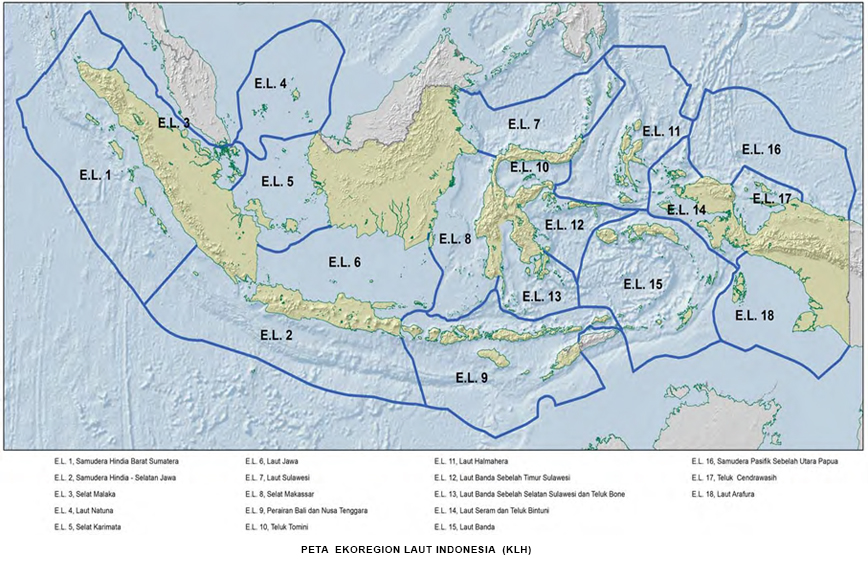 E.L. 4
E.L. 3
E.L. 7
E.L. 11
E.L. 16
E.L. 1
E.L. 5
E.L. 10
E.L. 17
E.L. 14
E.L. 12
E.L. 8
E.L. 6
E.L. 15
E.L. 13
E.L. 18
E.L. 2
E.L. 9
E.L. 1, Samudera Hindia Barat Sumatera
E.L. 2, Samudera Hindia - Selatan Jawa
E.L. 3, Selat Malaka
E.L. 4, Laut Natuna
E.L. 5, Selat Karimata
E.L. 6, Laut Jawa
E.L. 7, Laut Sulawesi
E.L. 8, Selat Makassar
E.L. 9, Perairan Bali dan Nusa Tenggara
E.L. 10, Teluk Tomini
E.L. 11, Laut Halmahera
E.L. 12, Laut Banda Sebelah Timur Sulawesi
E.L. 13, Laut Banda Sebelah Selatan Sulawesi dan Teluk Bone
E.L. 14, Laut Seram dan Teluk Bintuni
E.L. 15, Laut Banda
E.L. 16, Samudera Pasifik Sebelah Utara Papua
E.L. 17, Teluk Cendrawasih
E.L. 18, Laut Arafura
PETA EKOREGION LAUT INDONESIA (KLH)